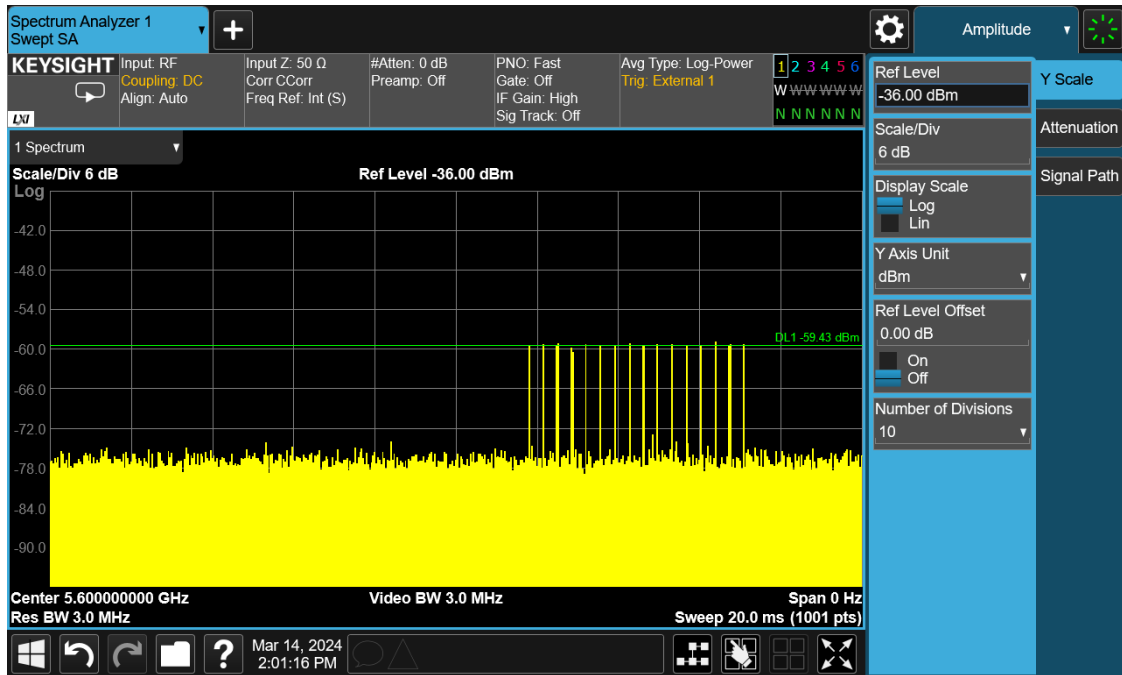 Spectrum Analyzer 1
Swept SA
Amplitude
KEYSIGHT
LXI
Input: RF
Coupling: DC
Align: Auto
Input Z: 50 Ω
Corr CCorr
Freq Ref: Int (S)
#Atten: 0 dB
Preamp: Off
PNO: Fast
Gate: Off
IF Gain: High
Sig Track: Off
Avg Type: Log-Power
Trig: External 1
1 2 3 4 5 6
W W W W W W
N N N N N N
1 Spectrum
Scale/Div 6 dB
Ref Level -36.00 dBm
Log
-42.0
-48.0
-54.0
-60.0
-66.0
-72.0
-78.0
-84.0
-90.0
DL1 -59.43 dBm
Center 5.600000000 GHz
Video BW 3.0 MHz
Span 0 Hz
Res BW 3.0 MHz
Sweep 20.0 ms (1001 pts)
Ref Level
-36.00 dBm
Scale/Div
6 dB
Display Scale
Log
Lin
Y Axis Unit
dBm
Ref Level Offset
0.00 dB
On
Off
Number of Divisions
10
Y Scale
Attenuation
Signal Path
?
Mar 14, 2024
2:01:16 PM